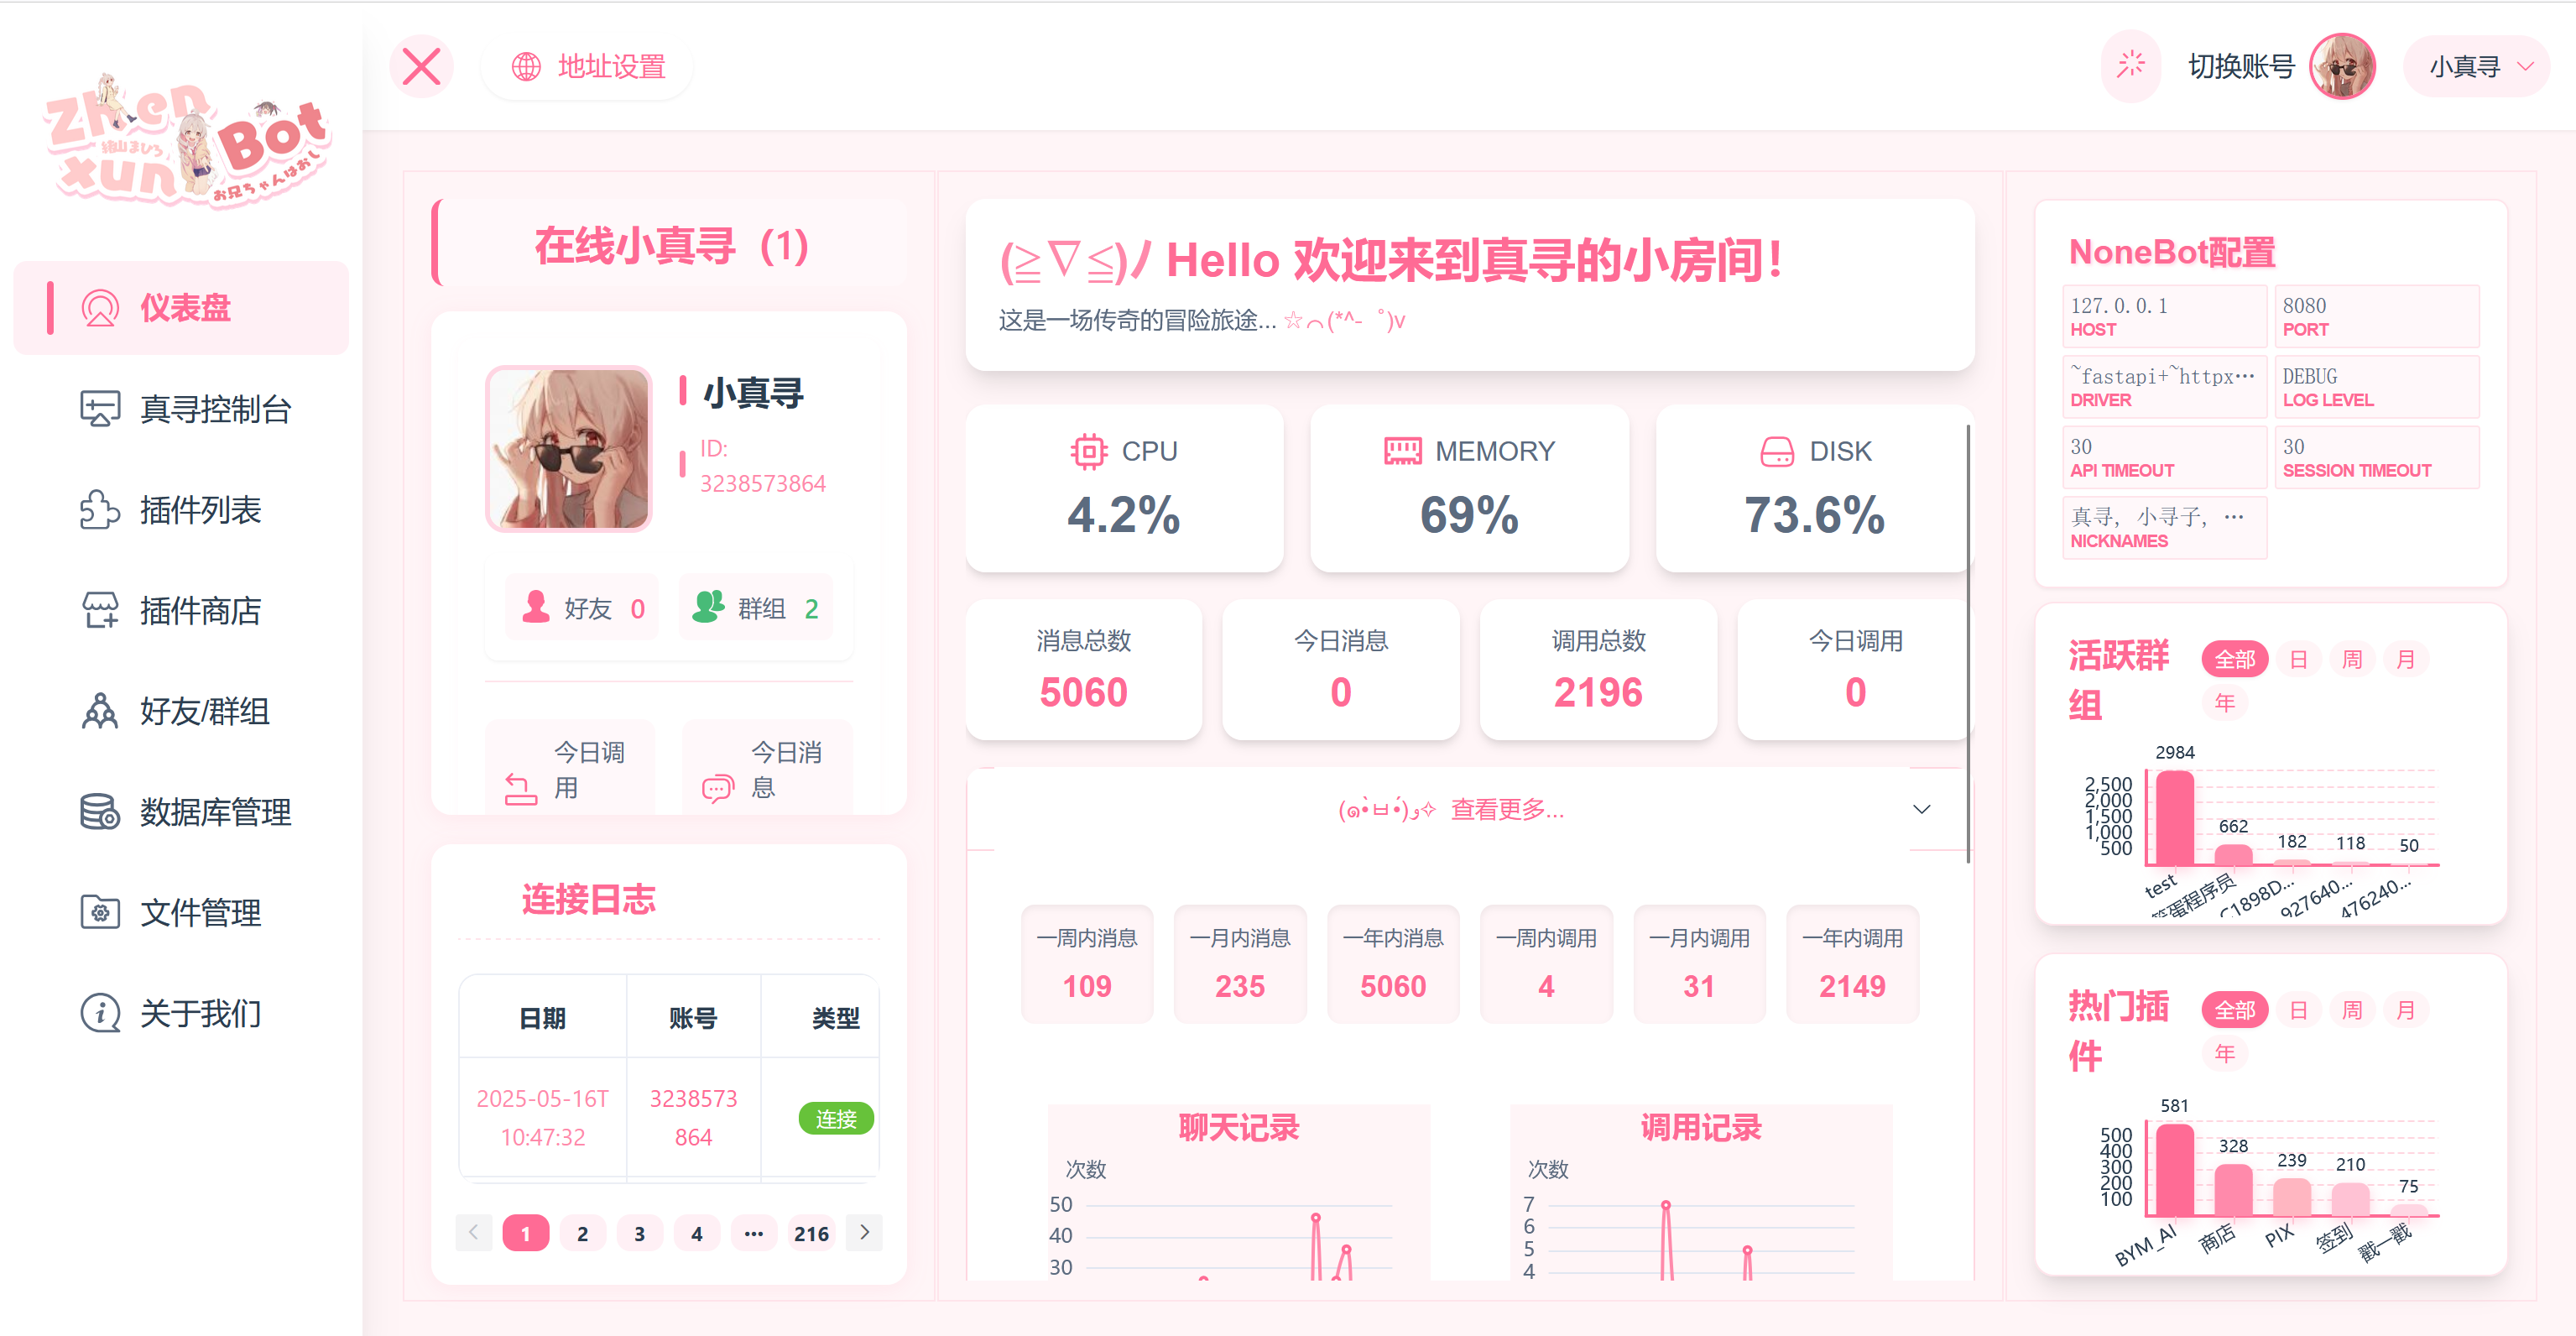 Zhen
xun
緒山まひろ
Bot
お兄ちゃんはおし
仪表盘
真寻控制台
插件列表
插件商店
好友/群组
数据库管理
文件管理
关于我们
地址设置
切换账号
小真寻
在线小真寻（1）
小真寻
ID:
3238573864
好友 0
群组 2
今日调
用
今日消
息
连接日志
日期 账号 类型
2025-05-16T
10:47:32
3238573
864
连接
1 2 3 4 ... 216
(≧∇≦)ﾉ Hello 欢迎来到真寻的小房间！
这是一场传奇的冒险旅途... ☆⌒(*^-゜)v
CPU
4.2%
MEMORY
69%
DISK
73.6%
消息总数
5060
今日消息
0
调用总数
2196
今日调用
0
(๑•̀ㅂ•́)و✧ 查看更多...
一周内消息
109
一月内消息
235
一年内消息
5060
一周内调用
4
一月内调用
31
一年内调用
2149
聊天记录
次数
50
40
30
调用记录
次数
7
6
5
4
NoneBot配置
127.0.0.1
HOST
8080
PORT
~fastapi+~httpx…
DRIVER
DEBUG
LOG LEVEL
30
API TIMEOUT
30
SESSION TIMEOUT
真寻, 小寻子, …
NICKNAMES
活跃群
组
全部 日 周 月
年
2,500
2,000
1,500
1,000
500
2984
662
182
118
50
test
蛋程序员
C1898D...
927640...
476240...
热门插
件
全部 日 周 月
年
500
400
300
200
100
581
328
239
210
75
BYM_AI
商店
PIX
签到
戳一戳